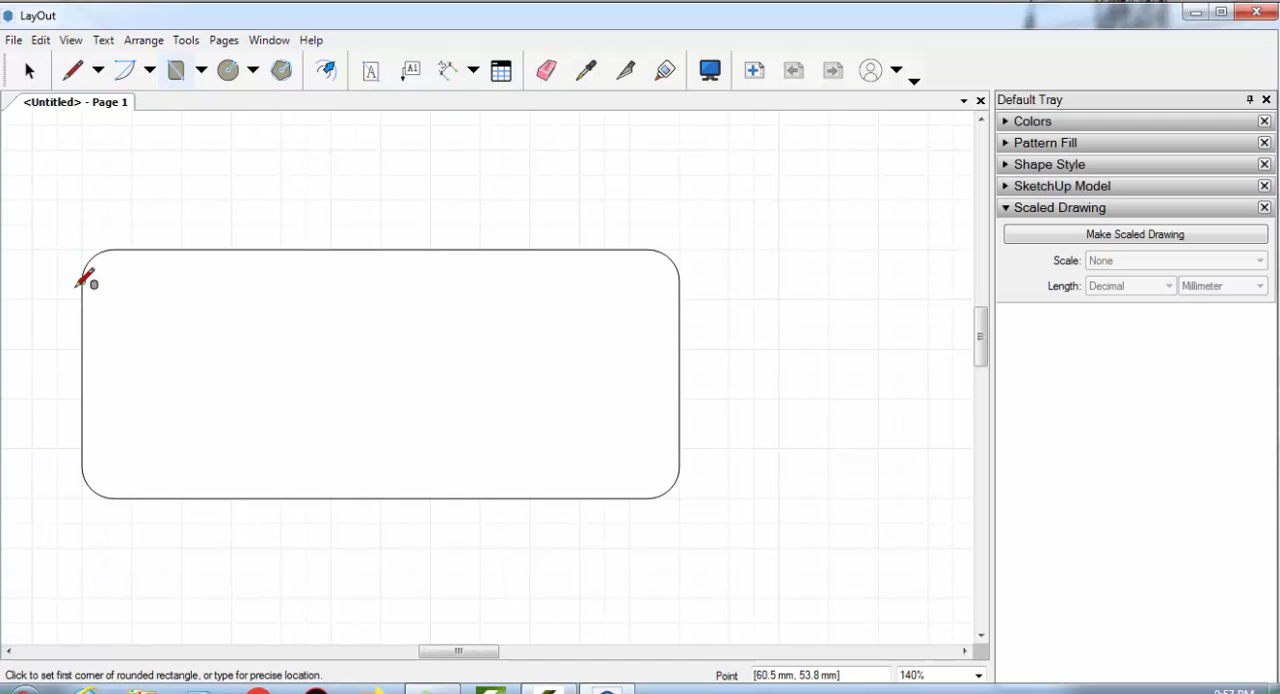 LayOut
File Edit View Text Arrange Tools Pages Window Help
A A1
<Untitled> - Page 1
Default Tray
Colors
Pattern Fill
Shape Style
SketchUp Model
Scaled Drawing
Make Scaled Drawing
Scale: None
Length: Decimal Millimeter
Click to set first corner of rounded rectangle, or type for precise location. Point [60.5 mm, 53.8 mm] 140%